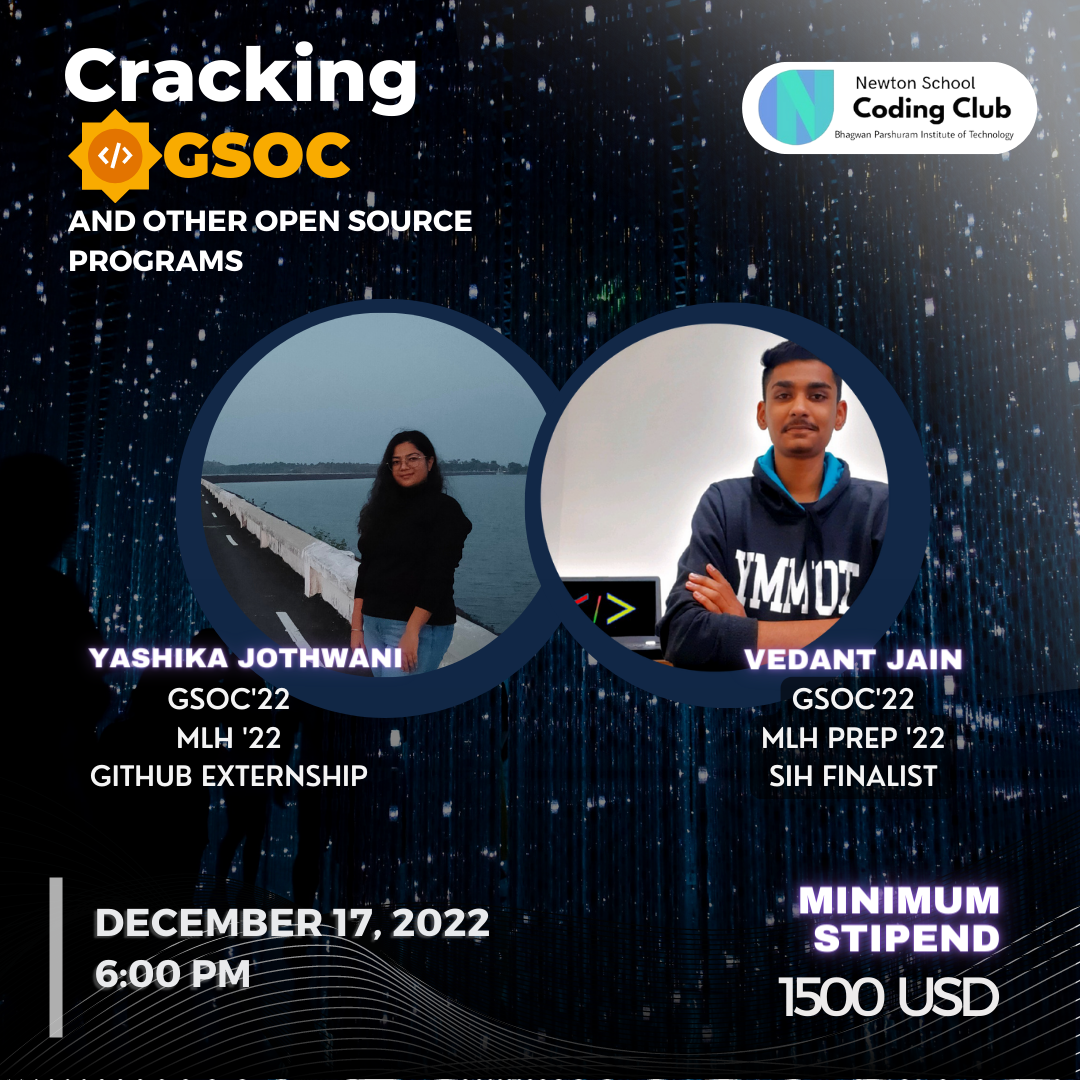 Cracking
</>GSOC
AND OTHER OPEN SOURCE
PROGRAMS
Newton School
Coding Club
Bhagwan Parshuram Institute of Technology
YASHIKA JOTHWANI
GSOC'22
MLH '22
GITHUB EXTERNSHIP
YMMOT
</>
VEDANT JAIN
GSOC'22
MLH PREP '22
SIH FINALIST
DECEMBER 17, 2022
6:00 PM
MINIMUM
STIPEND
1500 USD